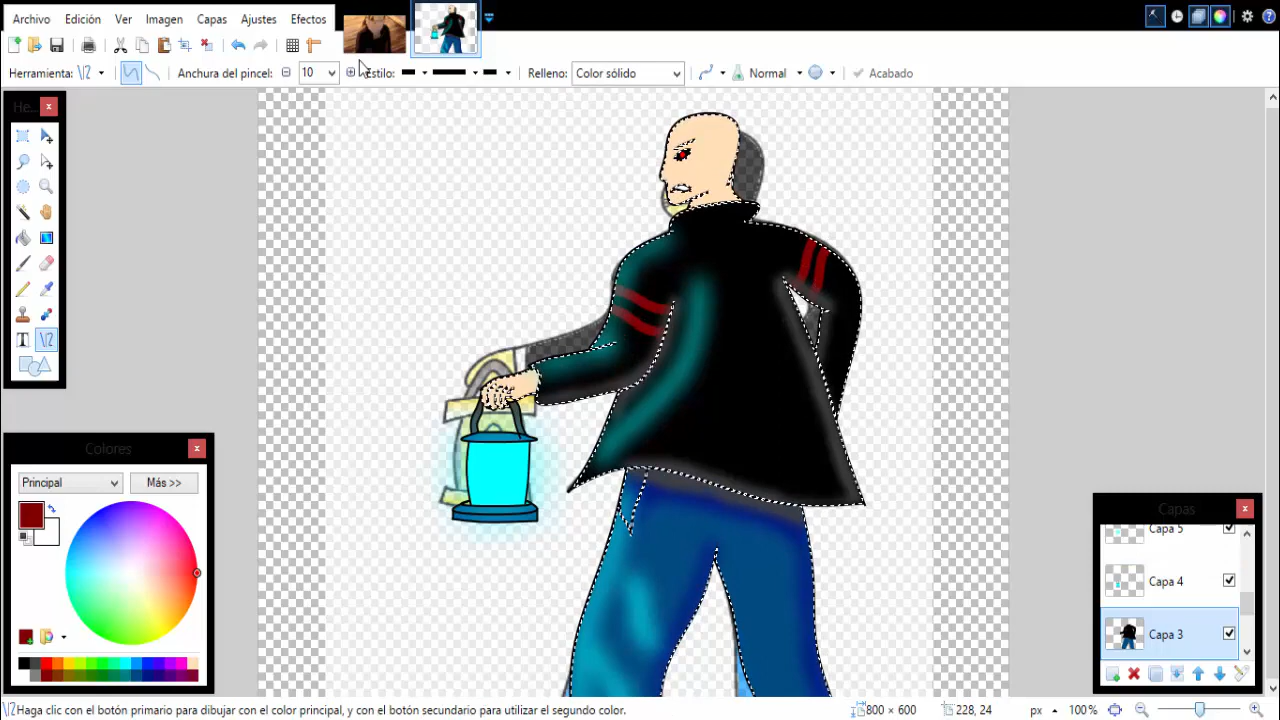 Archivo Edición Ver Imagen Capas Ajustes Efectos
Herramienta: Anchura del pincel: 10 Estilo: Relleno: Color sólido Normal Acabado
He...
Colores
Principal Más >>
Capas
Capa 5
Capa 4
Capa 3
Haga clic con el botón primario para dibujar con el color principal, y con el botón secundario para utilizar el segundo color. 800 × 600 228, 24 px 100%